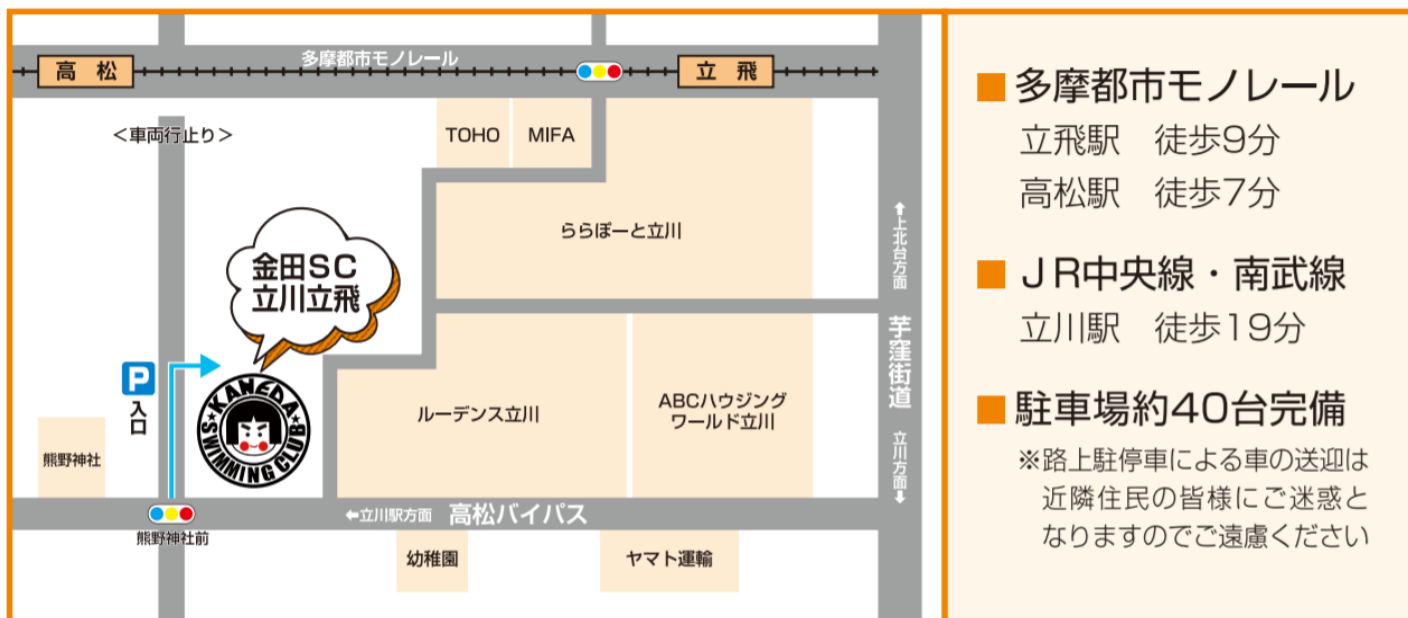 多摩都市モノレール
高松
立飛
<車両行止り>
TOHO
MIFA
ららぽーと立川
金田SC
立川立飛
↑上北台方面
芋窪街道
立川方面↓
P
入口
KANEDA
SWIMMING CLUB
ルーデンス立川
ABCハウジング
ワールド立川
熊野神社
熊野神社前
←立川駅方面 高松バイパス
幼稚園
ヤマト運輸
■多摩都市モノレール
立飛駅 徒歩9分
高松駅 徒歩7分
■JR中央線・南武線
立川駅 徒歩19分
■駐車場約40台完備
※路上駐停車による車の送迎は
近隣住民の皆様にご迷惑と
なりますのでご遠慮ください